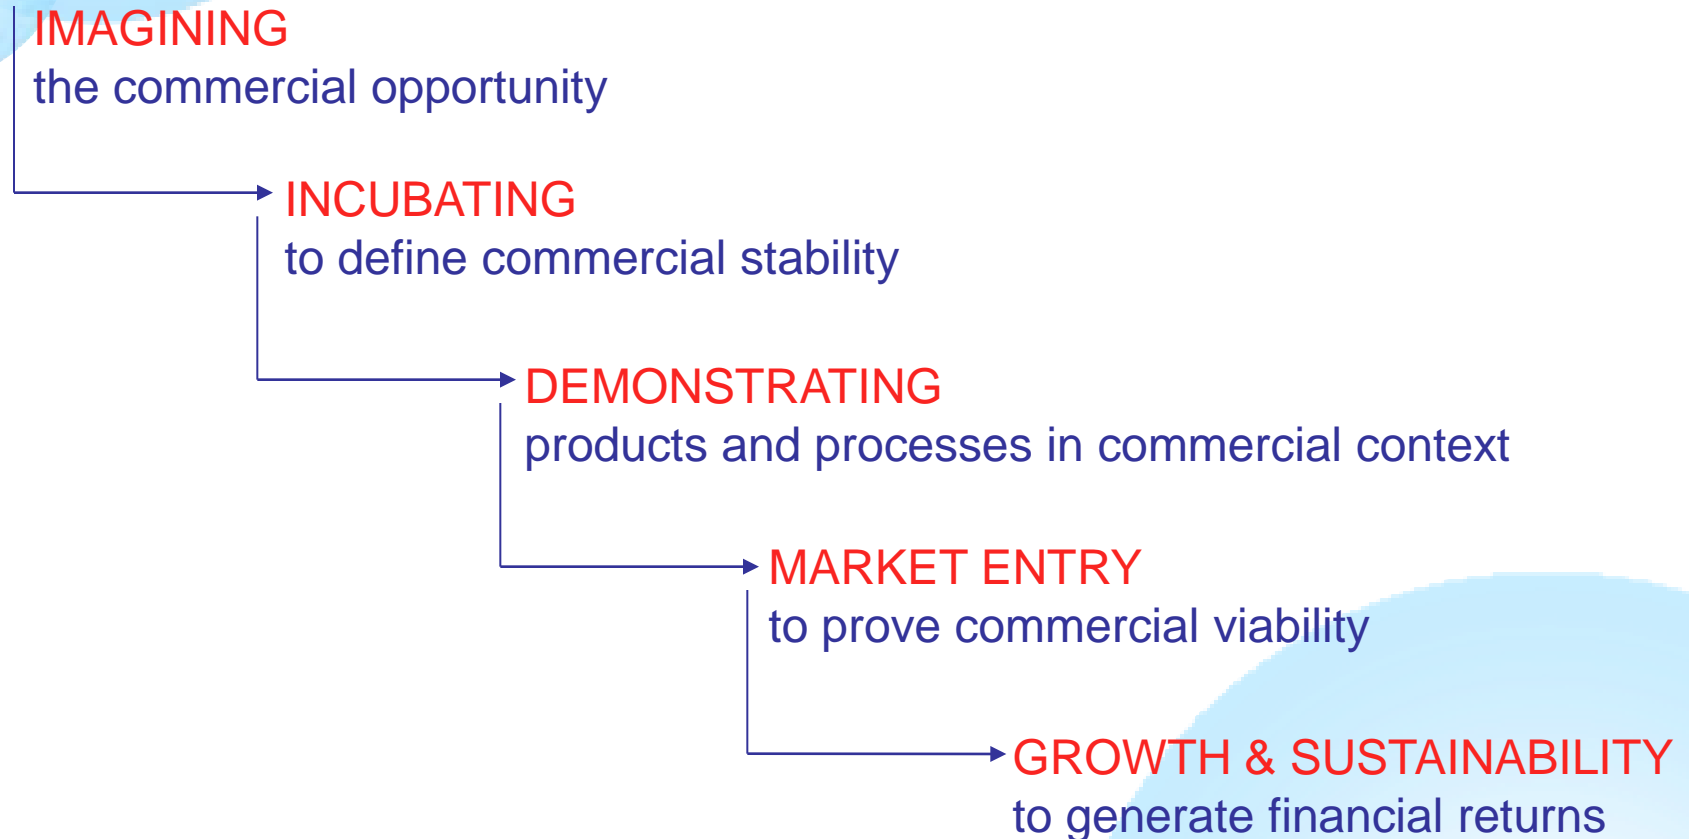 IMAGINING
the commercial opportunity
INCUBATING
to define commercial stability
DEMONSTRATING
products and processes in commercial context
MARKET ENTRY
to prove commercial viability
GROWTH & SUSTAINABILITY
to generate financial returns